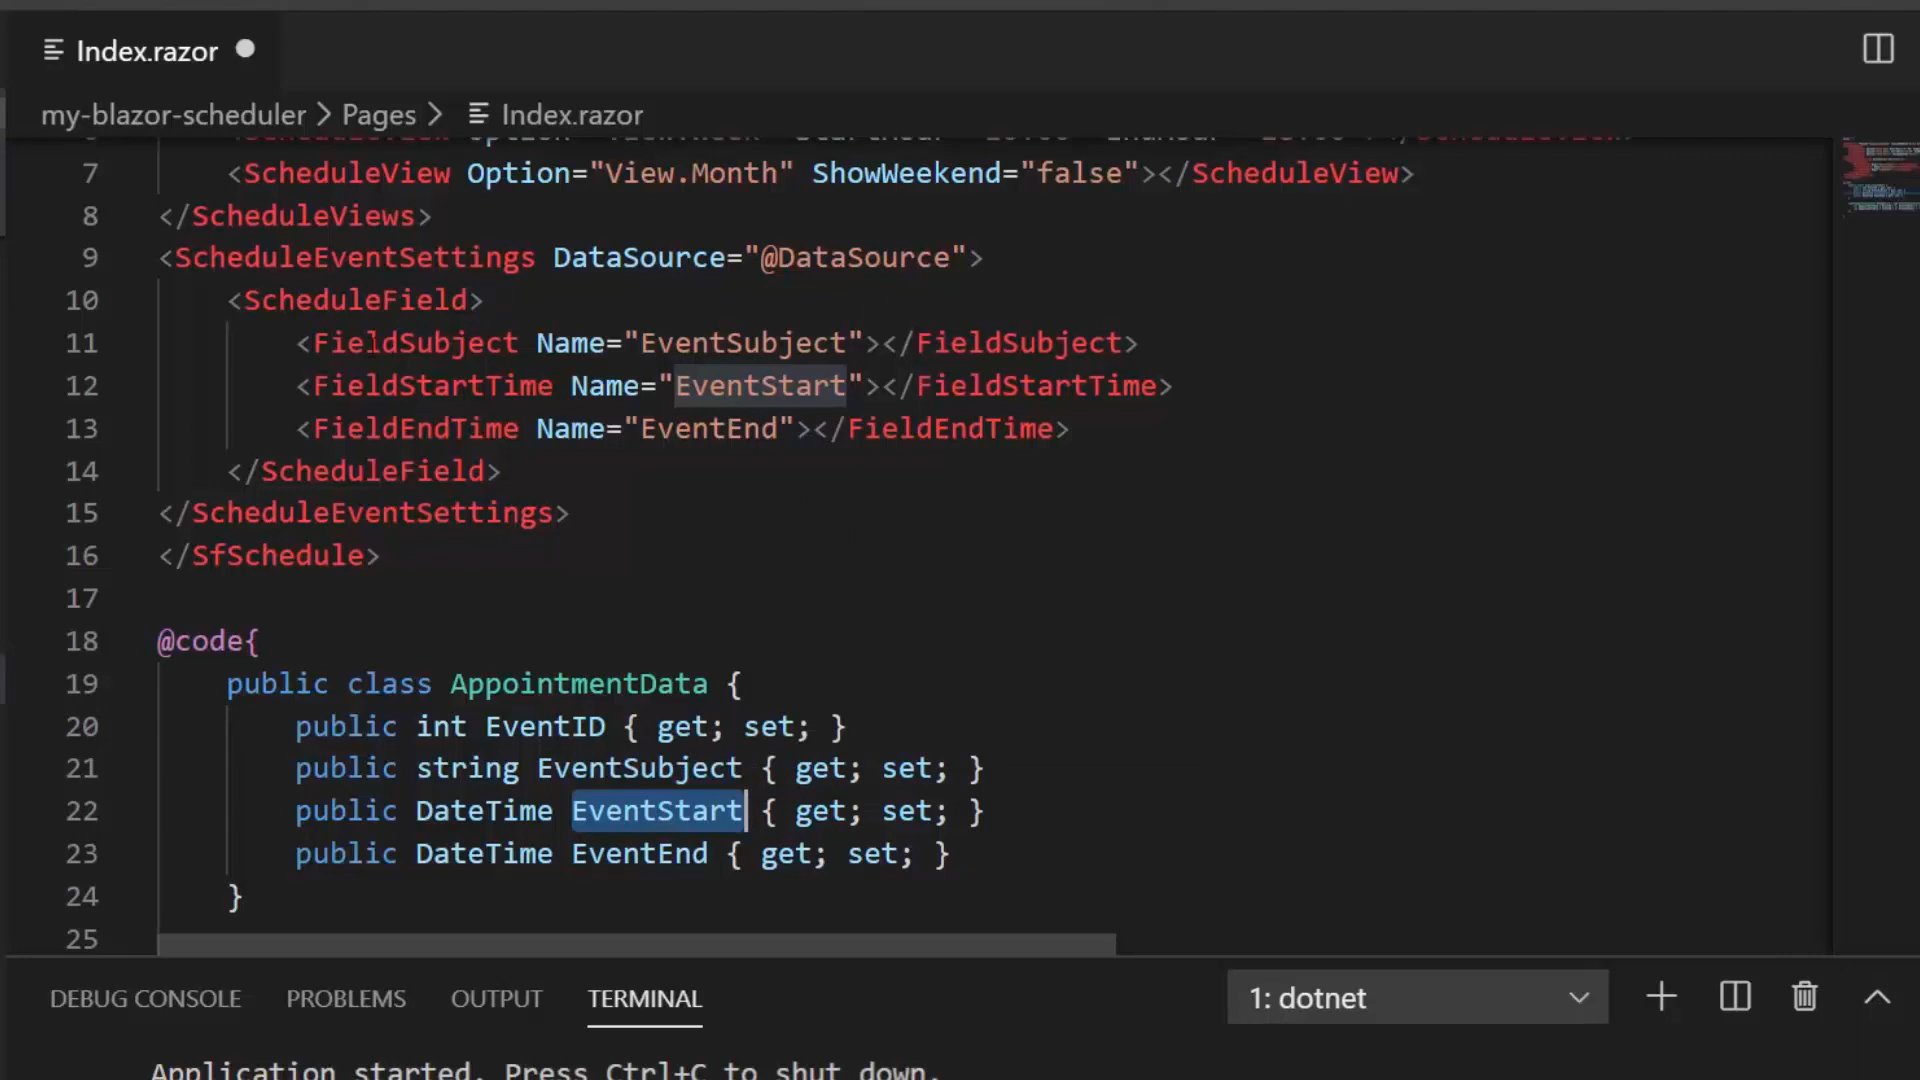 Index.razor
my-blazor-scheduler > Pages > Index.razor
7 <ScheduleView Option="View.Month" ShowWeekend="false"></ScheduleView>
8 </ScheduleViews>
9 <ScheduleEventSettings DataSource="@DataSource">
10 <ScheduleField>
11 <FieldSubject Name="EventSubject"></FieldSubject>
12 <FieldStartTime Name="EventStart"></FieldStartTime>
13 <FieldEndTime Name="EventEnd"></FieldEndTime>
14 </ScheduleField>
15 </ScheduleEventSettings>
16 </SfSchedule>
17
18 @code{
19 public class AppointmentData {
20 public int EventID { get; set; }
21 public string EventSubject { get; set; }
22 public DateTime EventStart { get; set; }
23 public DateTime EventEnd { get; set; }
24 }
25
DEBUG CONSOLE PROBLEMS OUTPUT TERMINAL 1: dotnet
Application started. Press Ctrl+C to shut down.